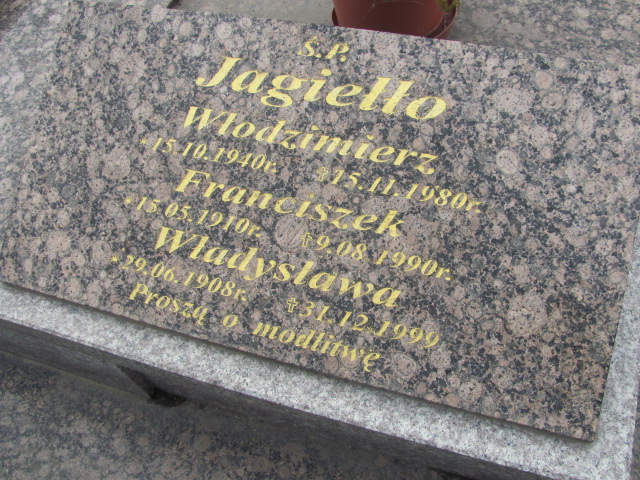 Ś.P.
Jagiełło
Włodzimierz
*15.10.1940r. ✝15.11.1980r.
Franciszek
*15.05.1910r. ✝9.08.1990r.
Władysława
*29.06.1908r. ✝31.12.1999
Proszą o modlitwę